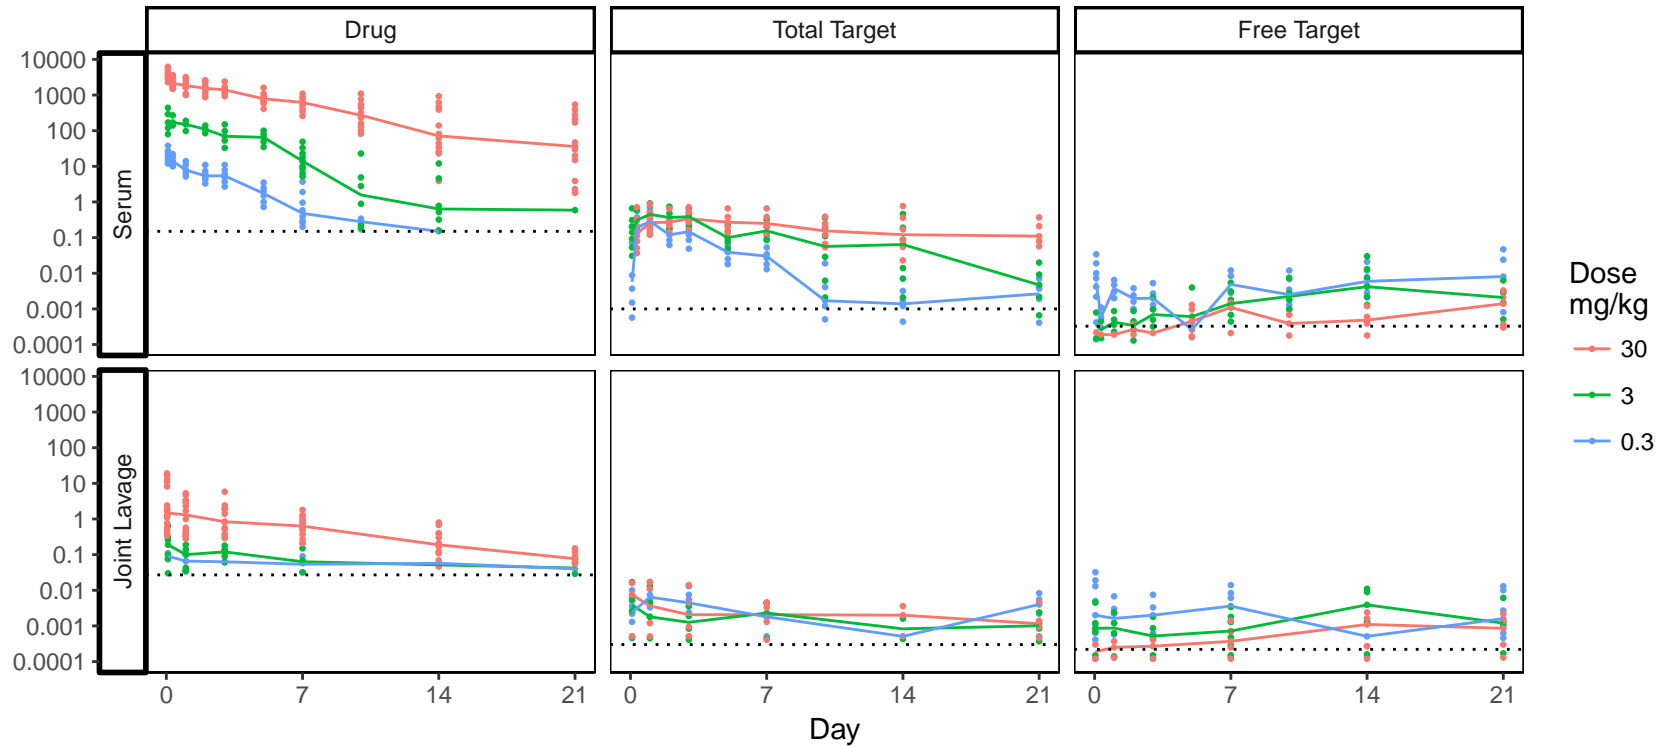 Drug
Total Target
Free Target
Serum
10000
1000
100
10
1
0.1
0.01
0.001
0.0001
Joint Lavage
10000
1000
100
10
1
0.1
0.01
0.001
0.0001
0 7 14 21
0 7 14 21
0 7 14 21
Day
Dose
mg/kg
30
3
0.3